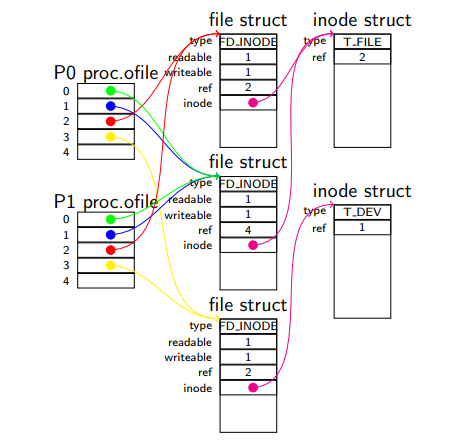 file struct
type FD_INODE
readable 1
writeable 1
ref 2
inode
inode struct
type T_FILE
ref 2
P0 proc.ofile
0
1
2
3
4
file struct
type FD_INODE
readable 1
writeable 1
ref 4
inode
inode struct
type T_DEV
ref 1
P1 proc.ofile
0
1
2
3
4
file struct
type FD_INODE
readable 1
writeable 1
ref 2
inode